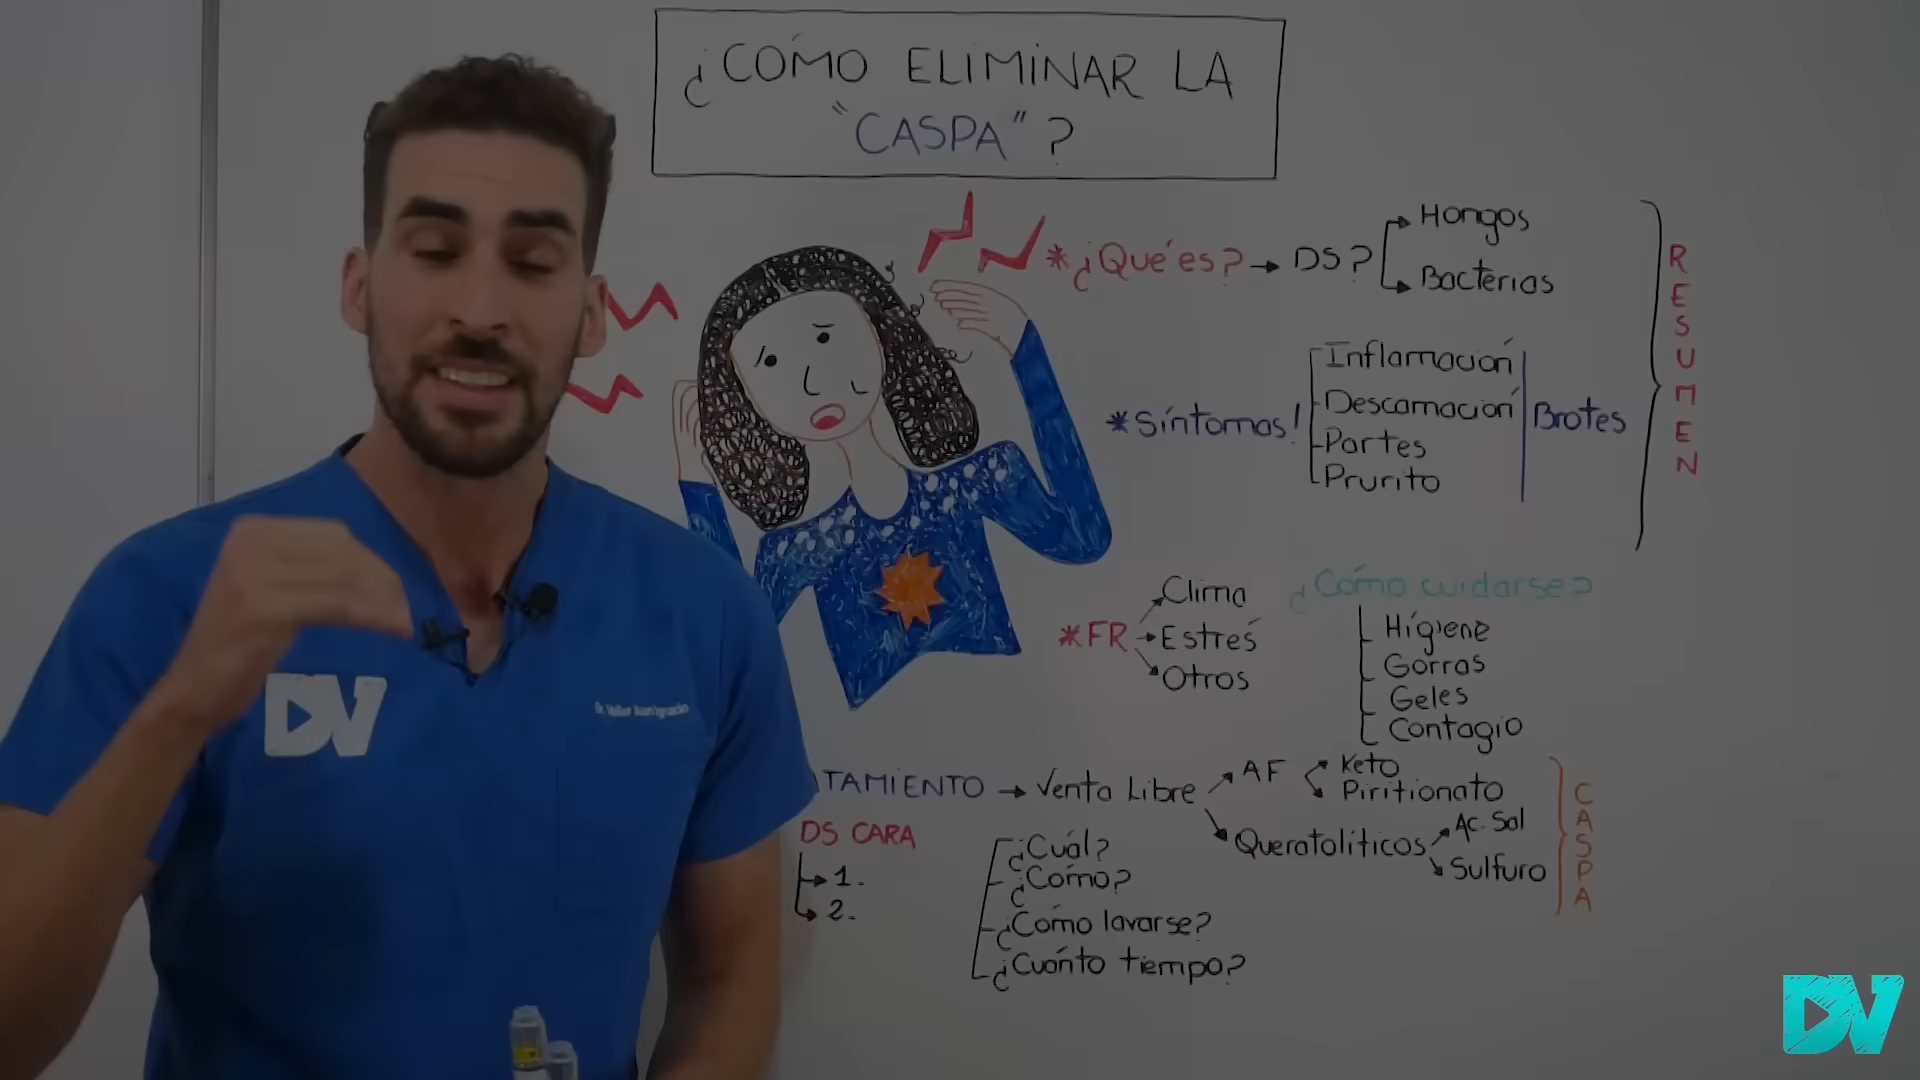 ¿CÓMO ELIMINAR LA
"CASPA"?
*¿Qué es? → DS?
Hongos
Bacterias
*Síntomas!
Inflamación
Descamación
Partes
Prurito
Brotes
RESUMEN
*FR
Clima
Estrés
Otros
¿Cómo cuidarse?
Higiene
Gorras
Geles
Contagio
TAMIENTO → Venta Libre
AF
Keto
Piritionato
Queratolíticos
Ac. Sal
Sulfuro
CASPA
DS CARA
1.
2.
¿Cuál?
¿Cómo?
¿Cómo lavarse?
¿Cuánto tiempo?
DV
DV